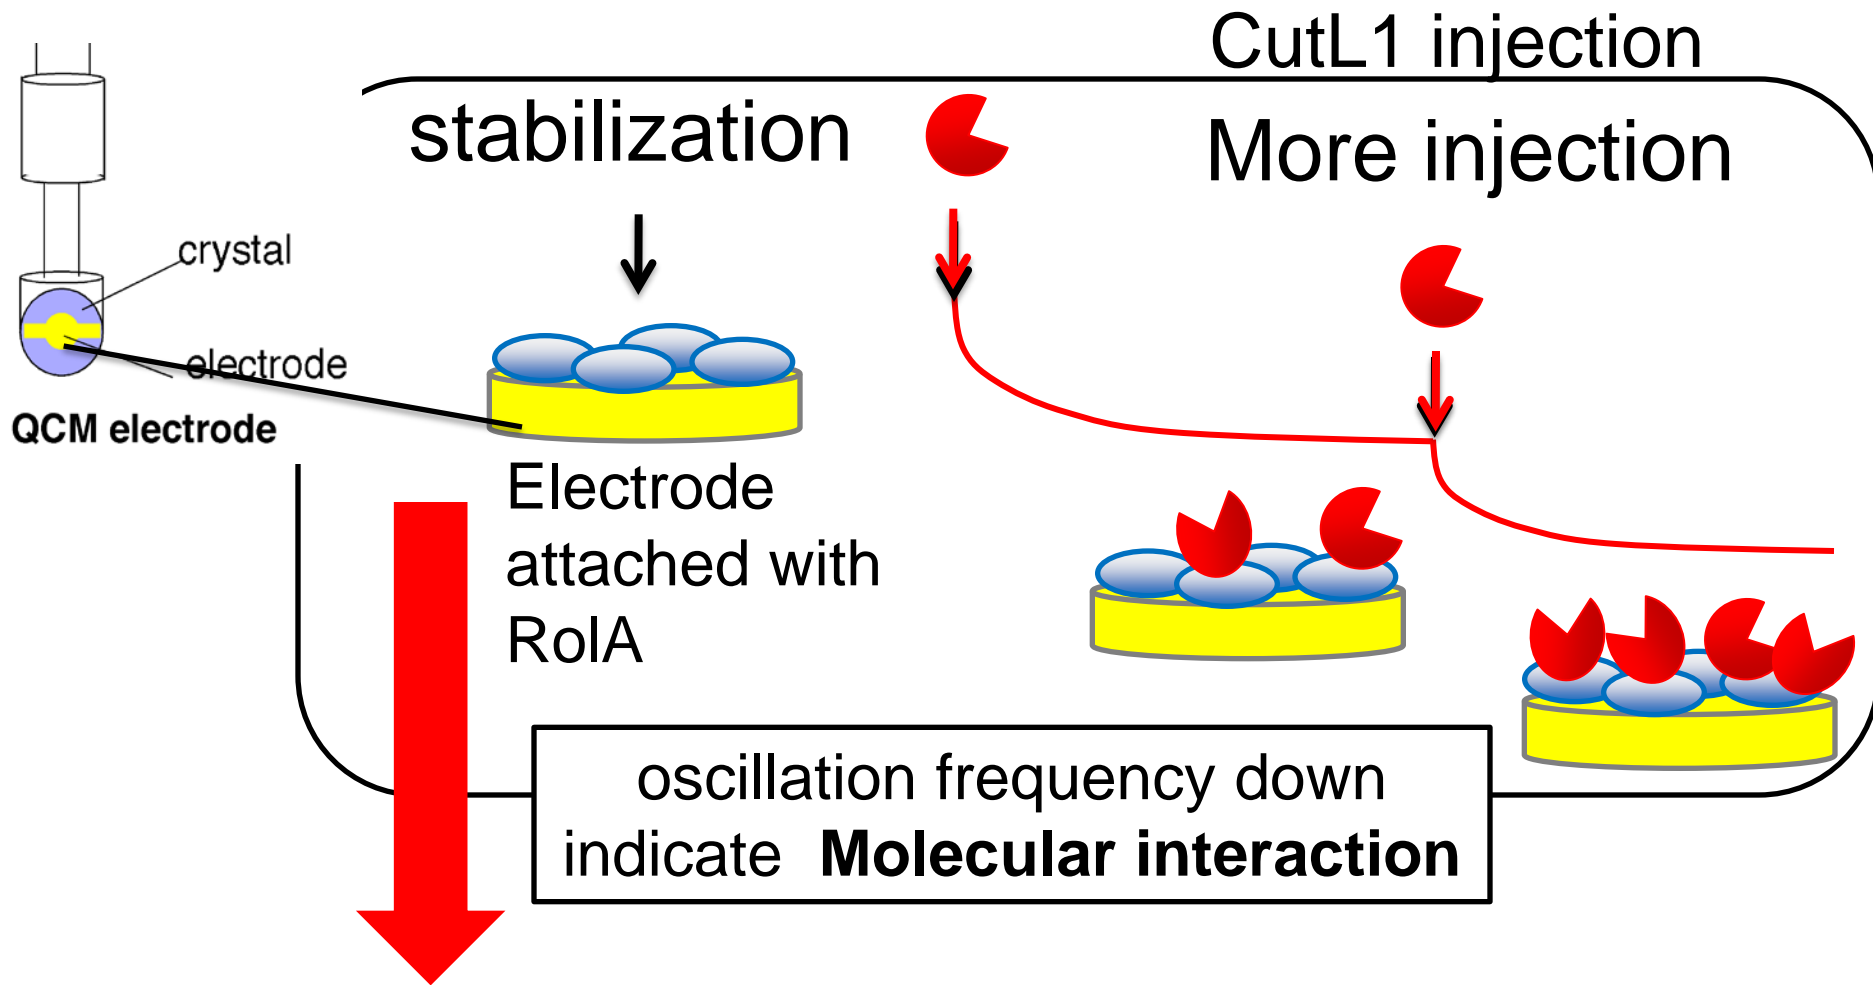 CutL1 injection
stabilization
More injection
crystal
electrode
QCM electrode
Electrode
attached with
RolA
oscillation frequency down
indicate Molecular interaction